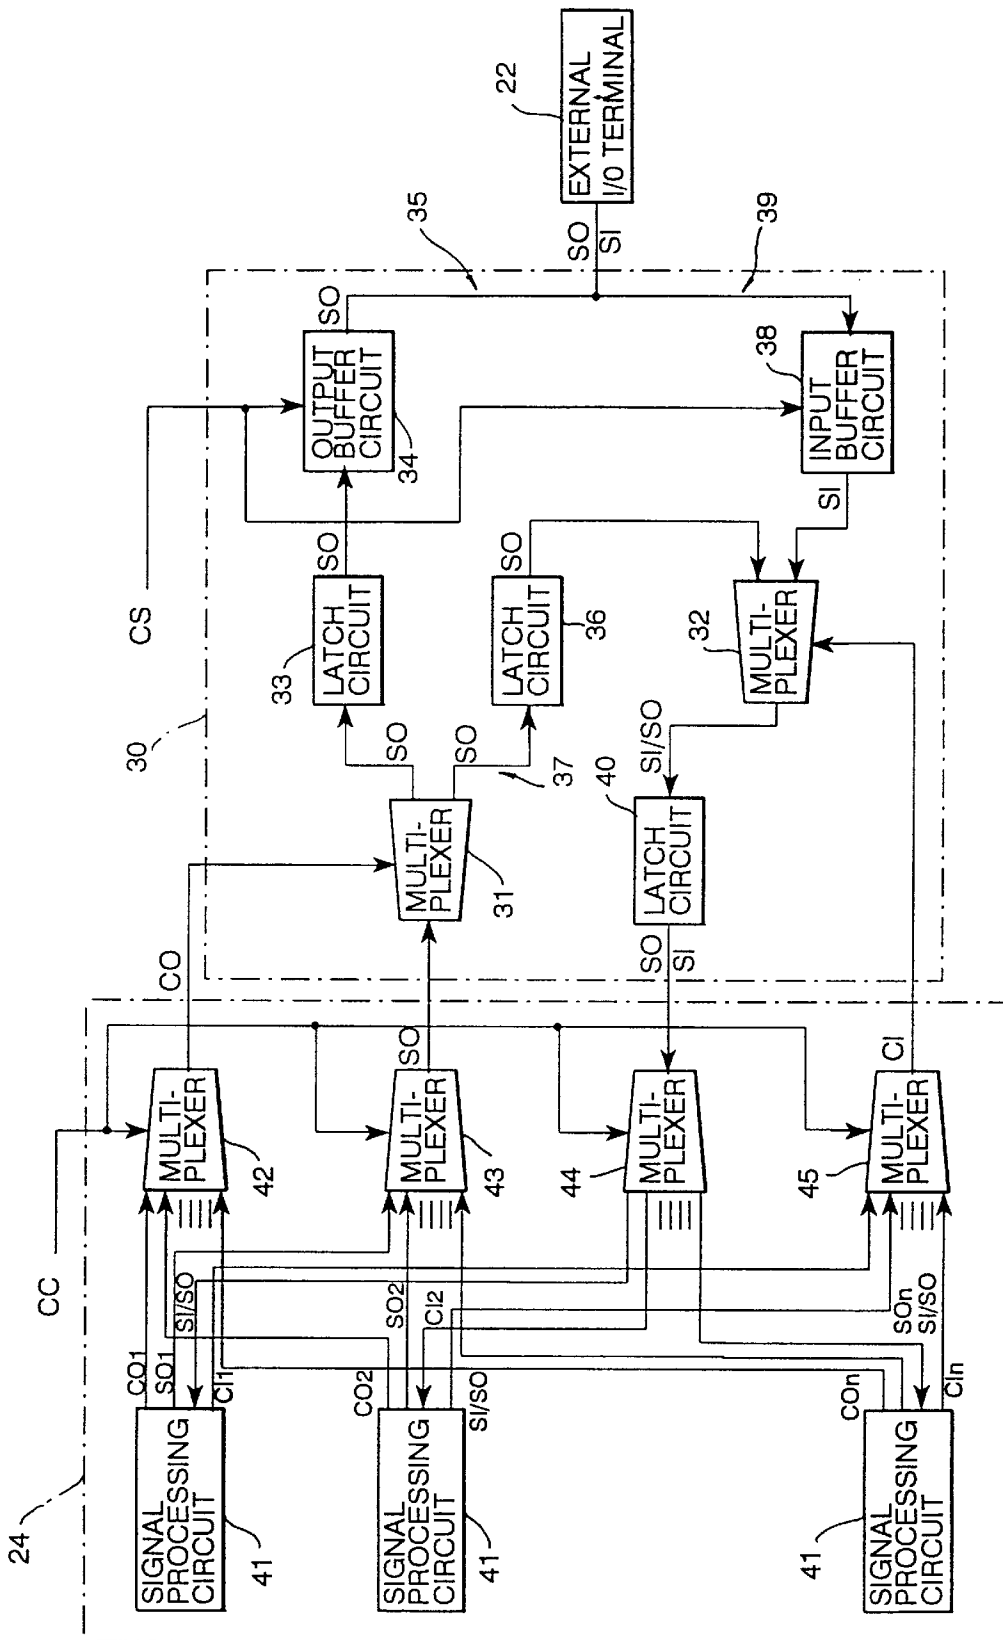 24
CC
SIGNAL
PROCESSING
CIRCUIT
41
CO1
SO1
SI/SO
CI1
SIGNAL
PROCESSING
CIRCUIT
41
CO2
SO2
CI2
SI/SO
SIGNAL
PROCESSING
CIRCUIT
41
COn
SOn
SI/SO
CIn
MULTI-
PLEXER
42
MULTI-
PLEXER
43
MULTI-
PLEXER
44
MULTI-
PLEXER
45
CO
SO
SO
SI
CI
30
CS
MULTI-
PLEXER
31
SO
SO
37
LATCH
CIRCUIT
33
SO
LATCH
CIRCUIT
36
SO
LATCH
CIRCUIT
40
SI/SO
MULTI-
PLEXER
32
SI
OUTPUT
BUFFER
CIRCUIT
34
SO
INPUT
BUFFER
CIRCUIT
38
35
39
SO
SI
EXTERNAL
I/O TERMINAL
22